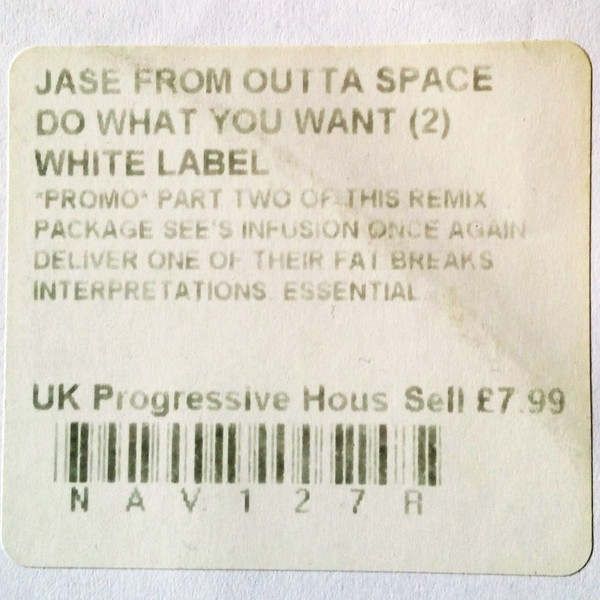 JASE FROM OUTTA SPACE
DO WHAT YOU WANT (2)
WHITE LABEL
*PROMO* PART TWO OF THIS REMIX
PACKAGE SEE'S INFUSION ONCE AGAIN
DELIVER ONE OF THEIR FAT BREAKS
INTERPRETATIONS. ESSENTIAL
UK Progressive Hous Sell £7.99
NAV127R